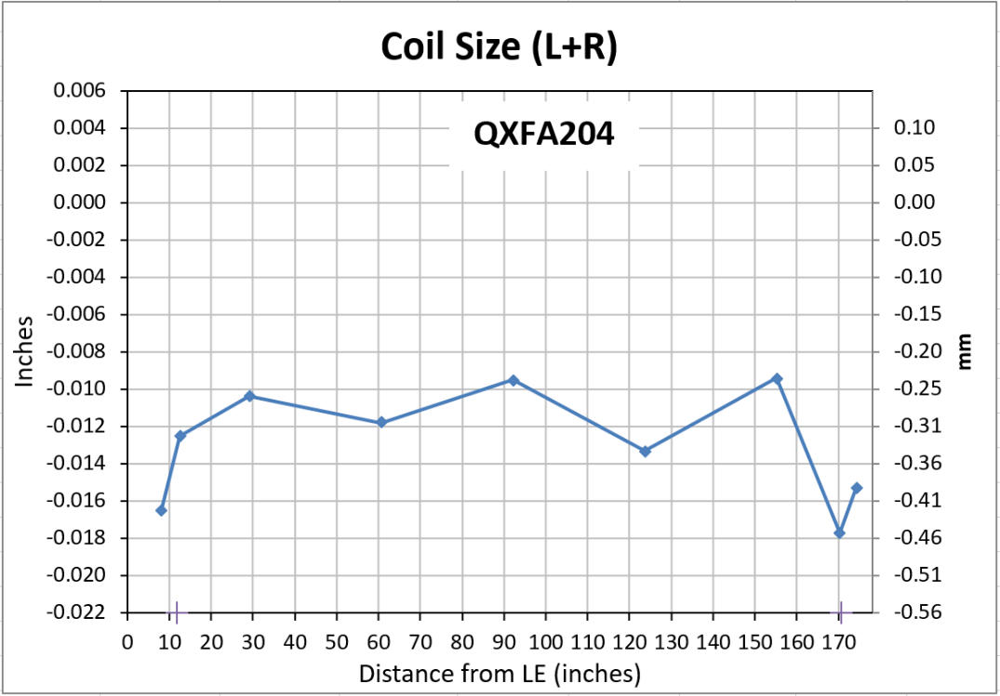 Coil Size (L+R)
QXFA204
0.006
0.004 0.10
0.002 0.05
0.000 0.00
-0.002 -0.05
-0.004 -0.10
-0.006 -0.15
-0.008 -0.20
-0.010 -0.25
-0.012 -0.31
-0.014 -0.36
-0.016 -0.41
-0.018 -0.46
-0.020 -0.51
-0.022 -0.56
Inches
mm
0 10 20 30 40 50 60 70 80 90 100 110 120 130 140 150 160 170
Distance from LE (inches)